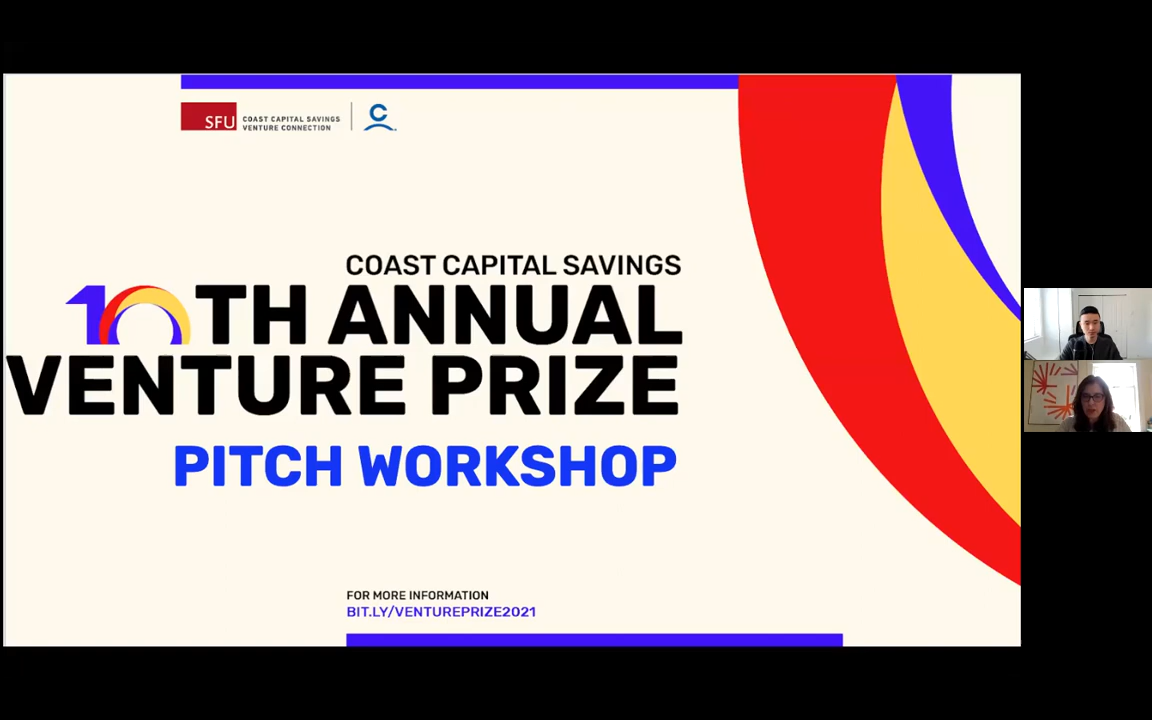 SFU
COAST CAPITAL SAVINGS
VENTURE CONNECTION
COAST CAPITAL SAVINGS
10TH ANNUAL
VENTURE PRIZE
PITCH WORKSHOP
FOR MORE INFORMATION
BIT.LY/VENTUREPRIZE2021